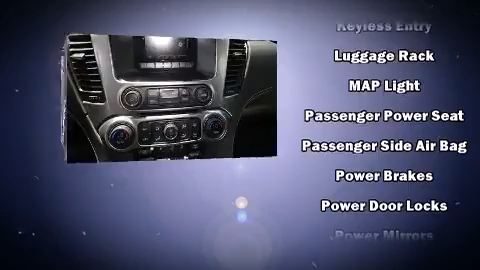 Keyless Entry
Luggage Rack
MAP Light
Passenger Power Seat
Passenger Side Air Bag
Power Brakes
Power Door Locks
Power Mirrors